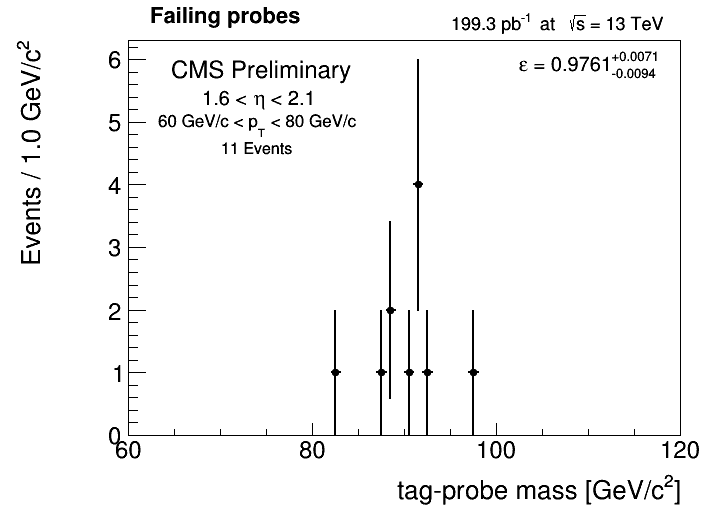 Failing probes
199.3 pb⁻¹ at √s = 13 TeV
CMS Preliminary
ε = 0.9761 +0.0071 -0.0094
1.6 < η < 2.1
60 GeV/c < p_T < 80 GeV/c
11 Events
Events / 1.0 GeV/c²
6
5
4
3
2
1
0
60 80 100 120
tag-probe mass [GeV/c²]